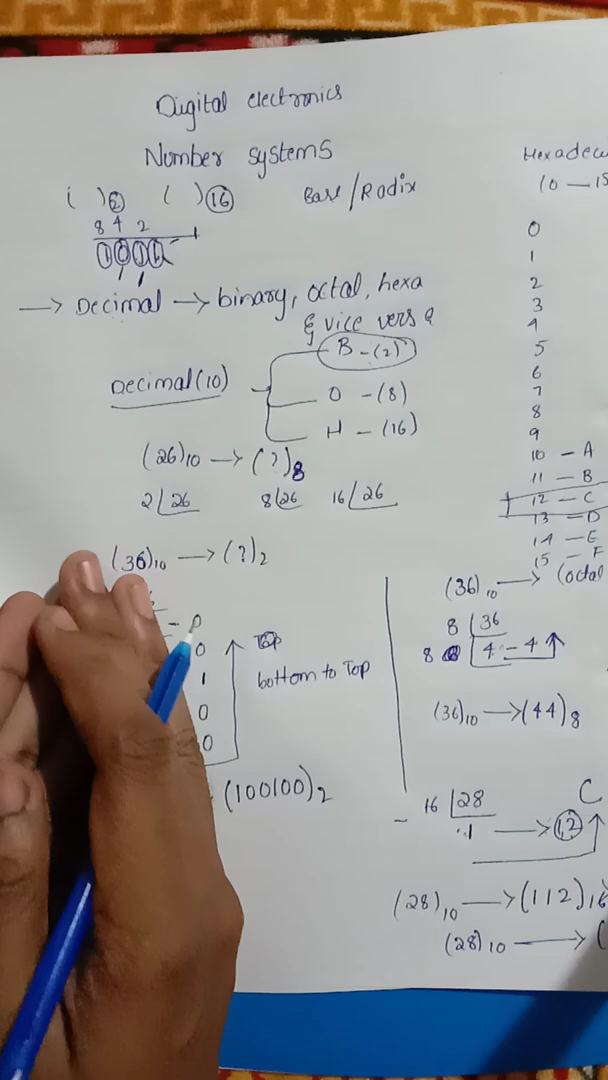 Digital electronics
Number systems
( )2 ( )16 Base/Radix
8 4 2 1
1011
→ Decimal → binary, octal, hexa
& vice versa
Decimal(10)
B - (2)
O - (8)
H - (16)
(26)10 → (?)8
2 26 8 26 16 26
(36)10 → (?)2
- 0
0
1
0
0
Top
bottom to Top
(100100)2
Hexadec
10 — 15
0
1
2
3
4
5
6
7
8
9
10 - A
11 - B
12 - C
13 - D
14 - E
15 - F
(36)10 → (octal
8 36
8 4 - 4
(36)10 → (44)8
16 28
1 → 12 C
(28)10 → (112)16
(28)10 → (